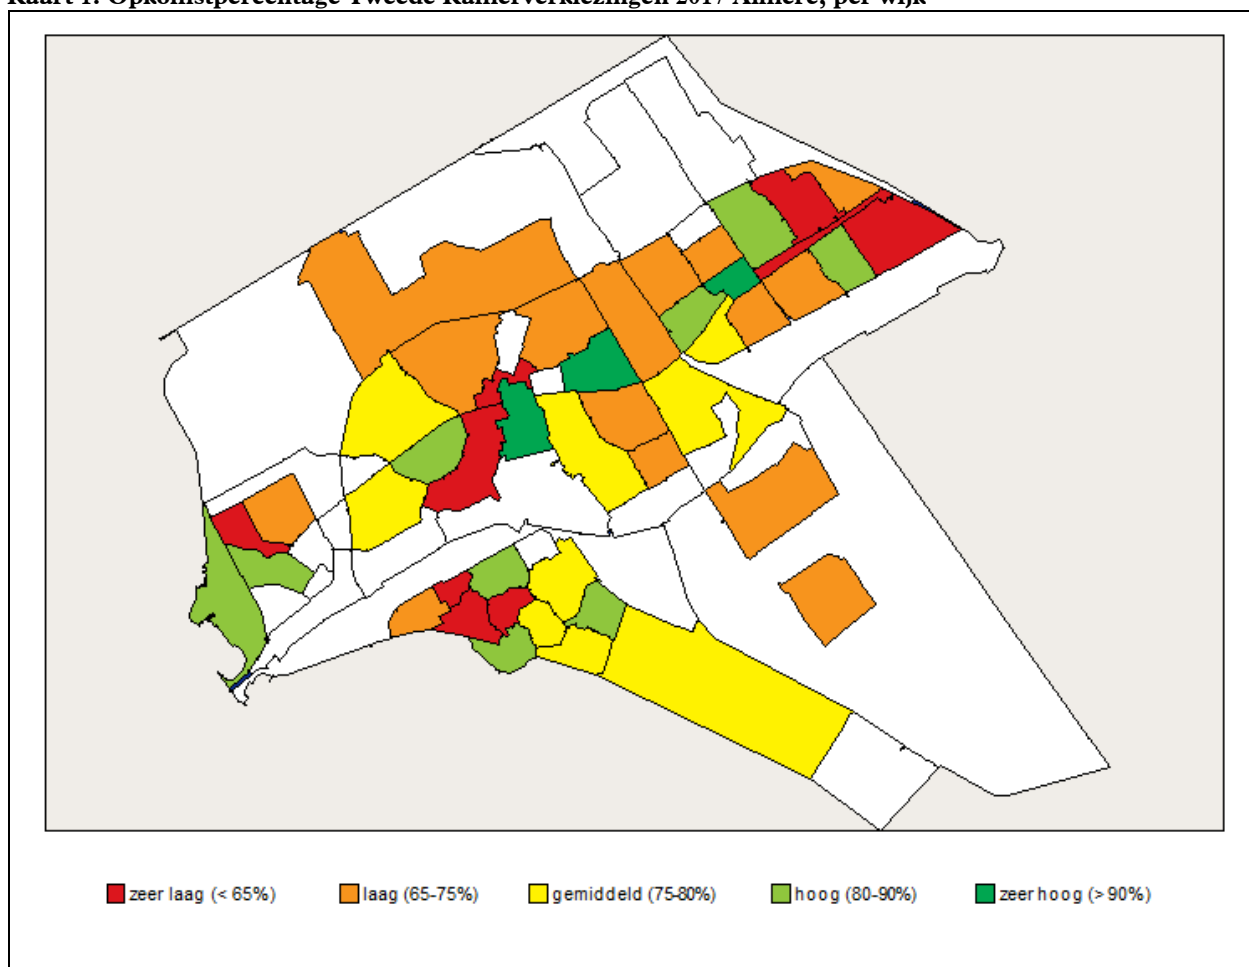 Kaart 1: Opkomstpercentage Tweede Kamerverkiezingen 2017 Almere, per wijk
zeer laag (< 65%) laag (65-75%) gemiddeld (75-80%) hoog (80-90%) zeer hoog (> 90%)